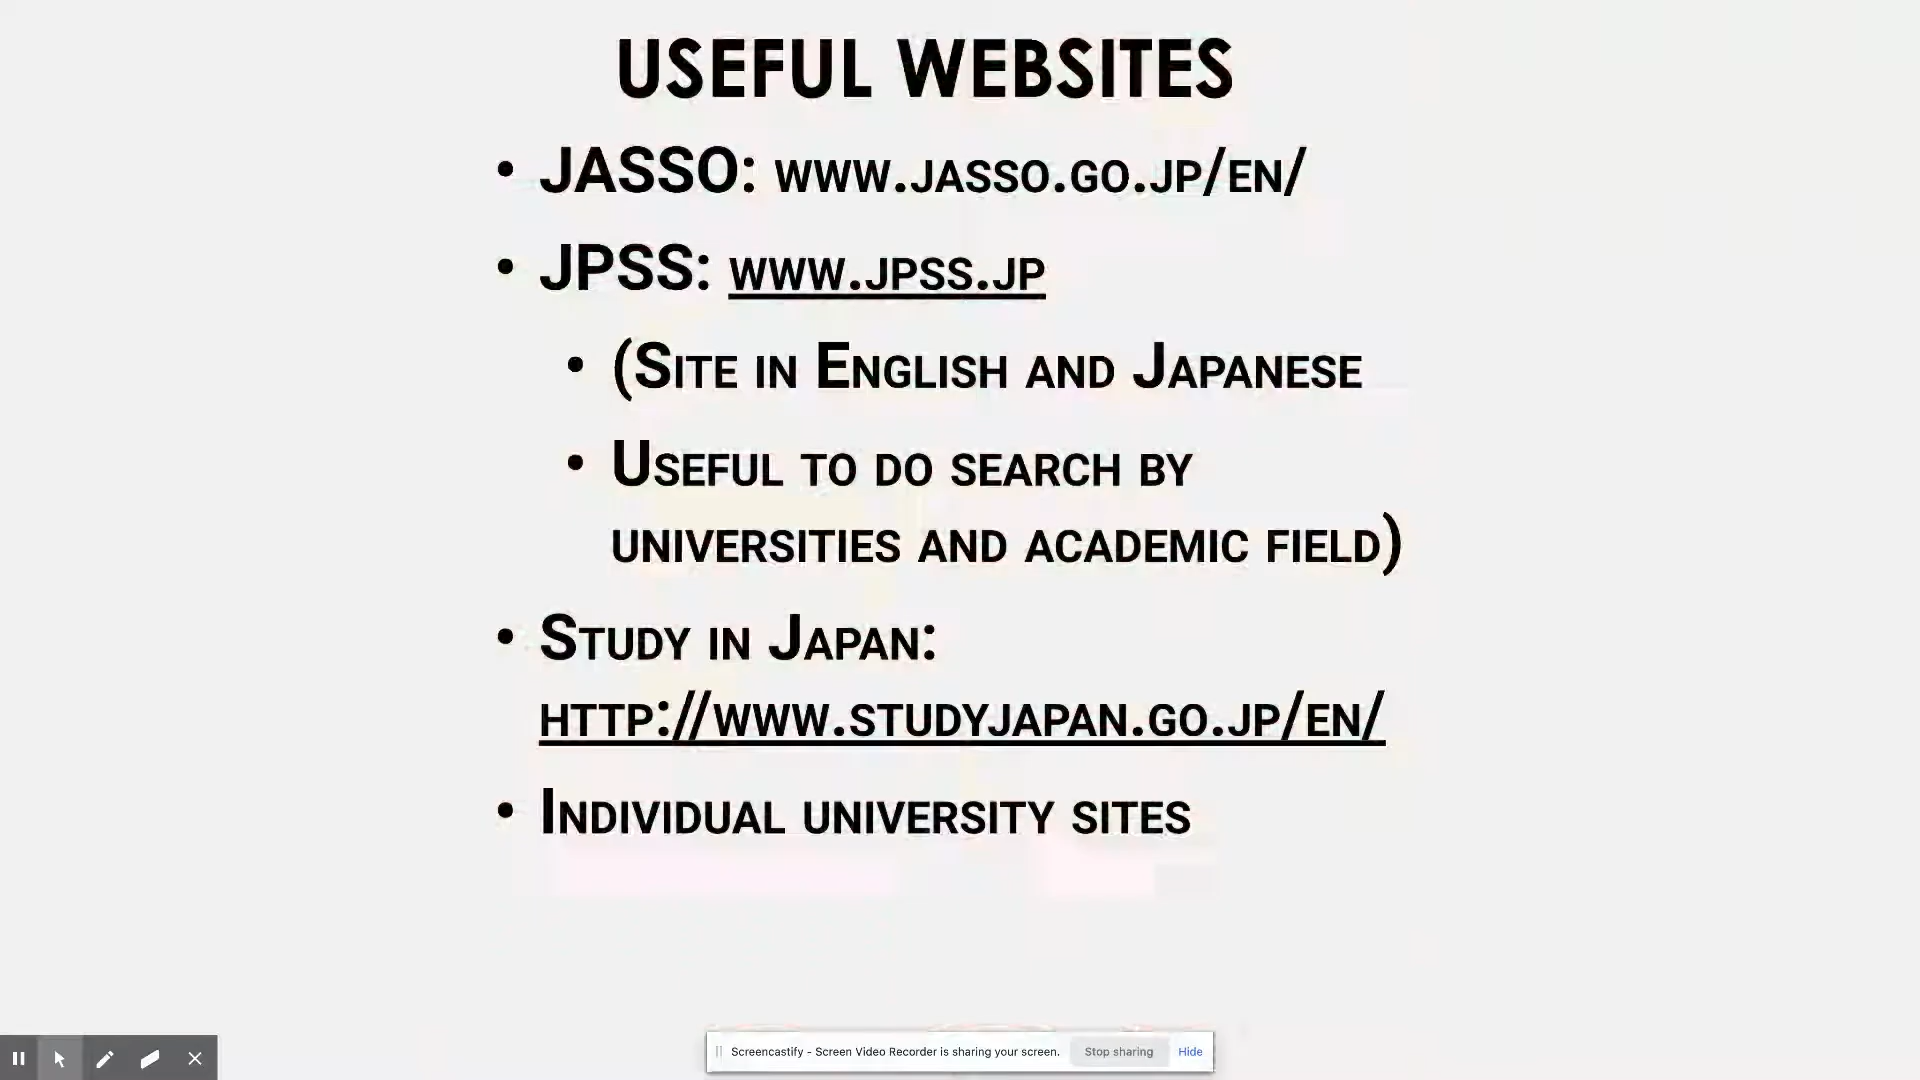 USEFUL WEBSITES
• JASSO: www.jasso.go.jp/en/
• JPSS: www.jpss.jp
• (Site in English and Japanese
• Useful to do search by
universities and academic field)
• Study in Japan:
http://www.studyjapan.go.jp/en/
• Individual university sites
Screencastify - Screen Video Recorder is sharing your screen. Stop sharing Hide